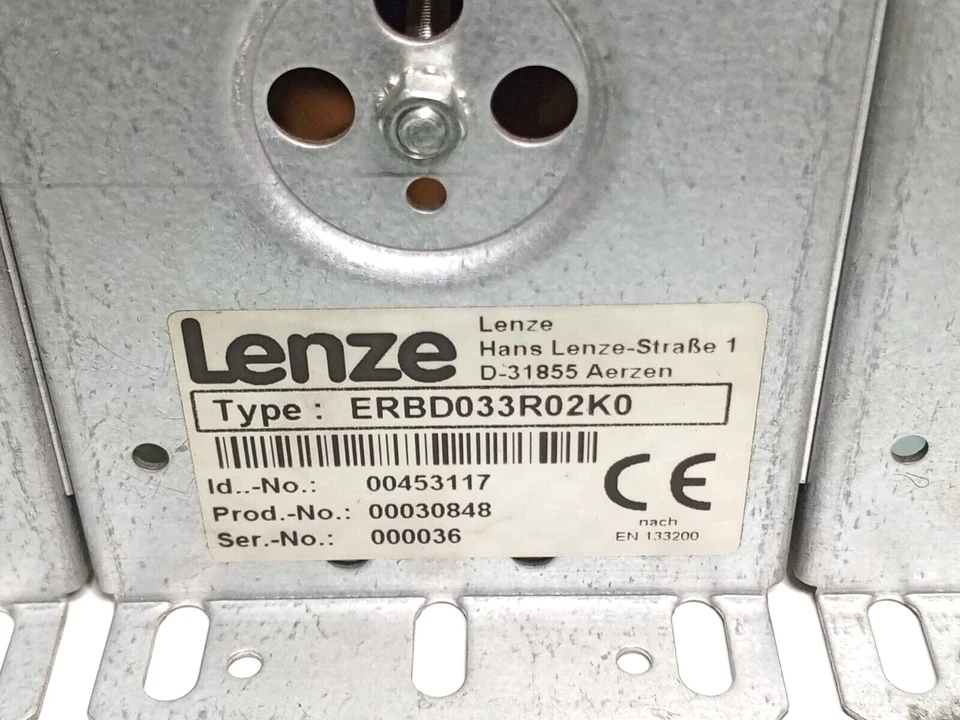 Lenze
Lenze
Hans Lenze-Straße 1
D-31855 Aerzen
Type : ERBD033R02K0
Id..-No.: 00453117
Prod.-No.: 00030848
Ser.-No.: 000036
CE
nach
EN 133200